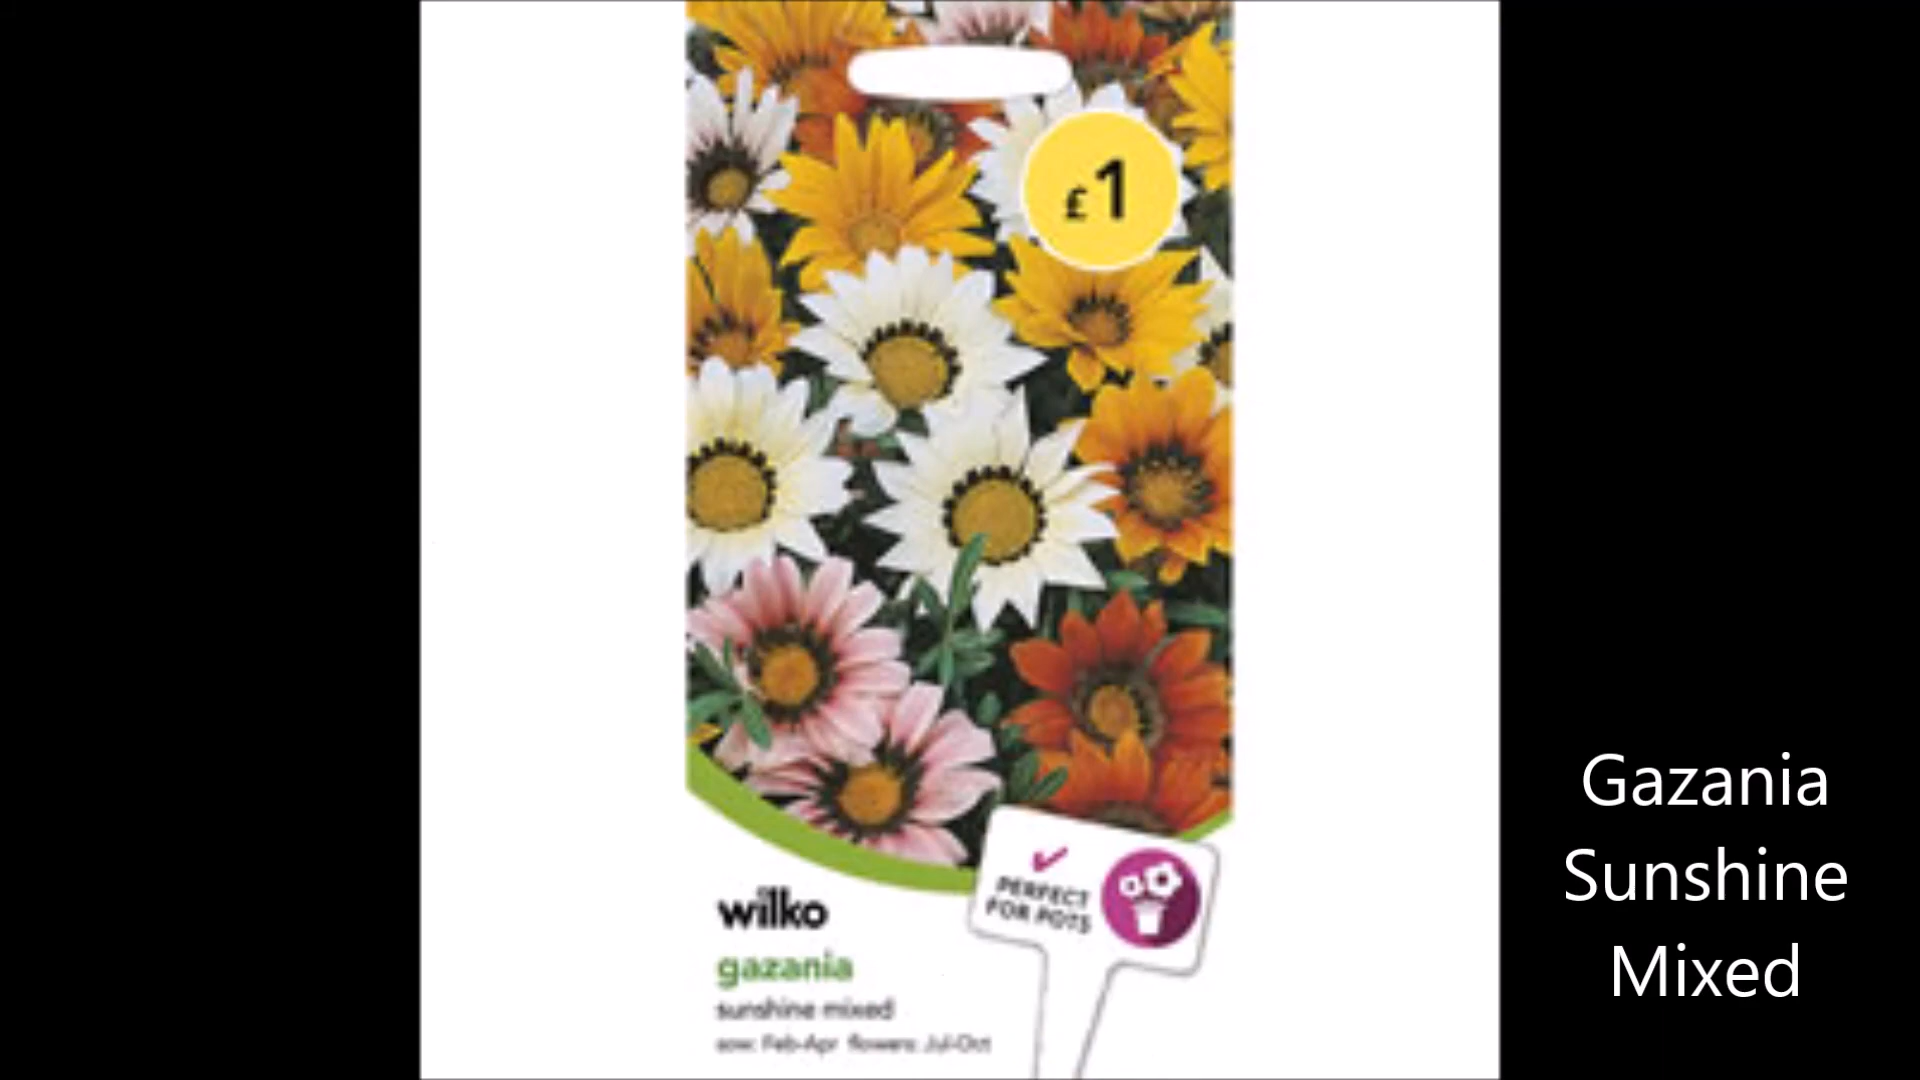 £1
PERFECT
FOR POTS
wilko
gazania
sunshine mixed
sow: Feb-Apr flowers: Jul-Oct
Gazania
Sunshine
Mixed